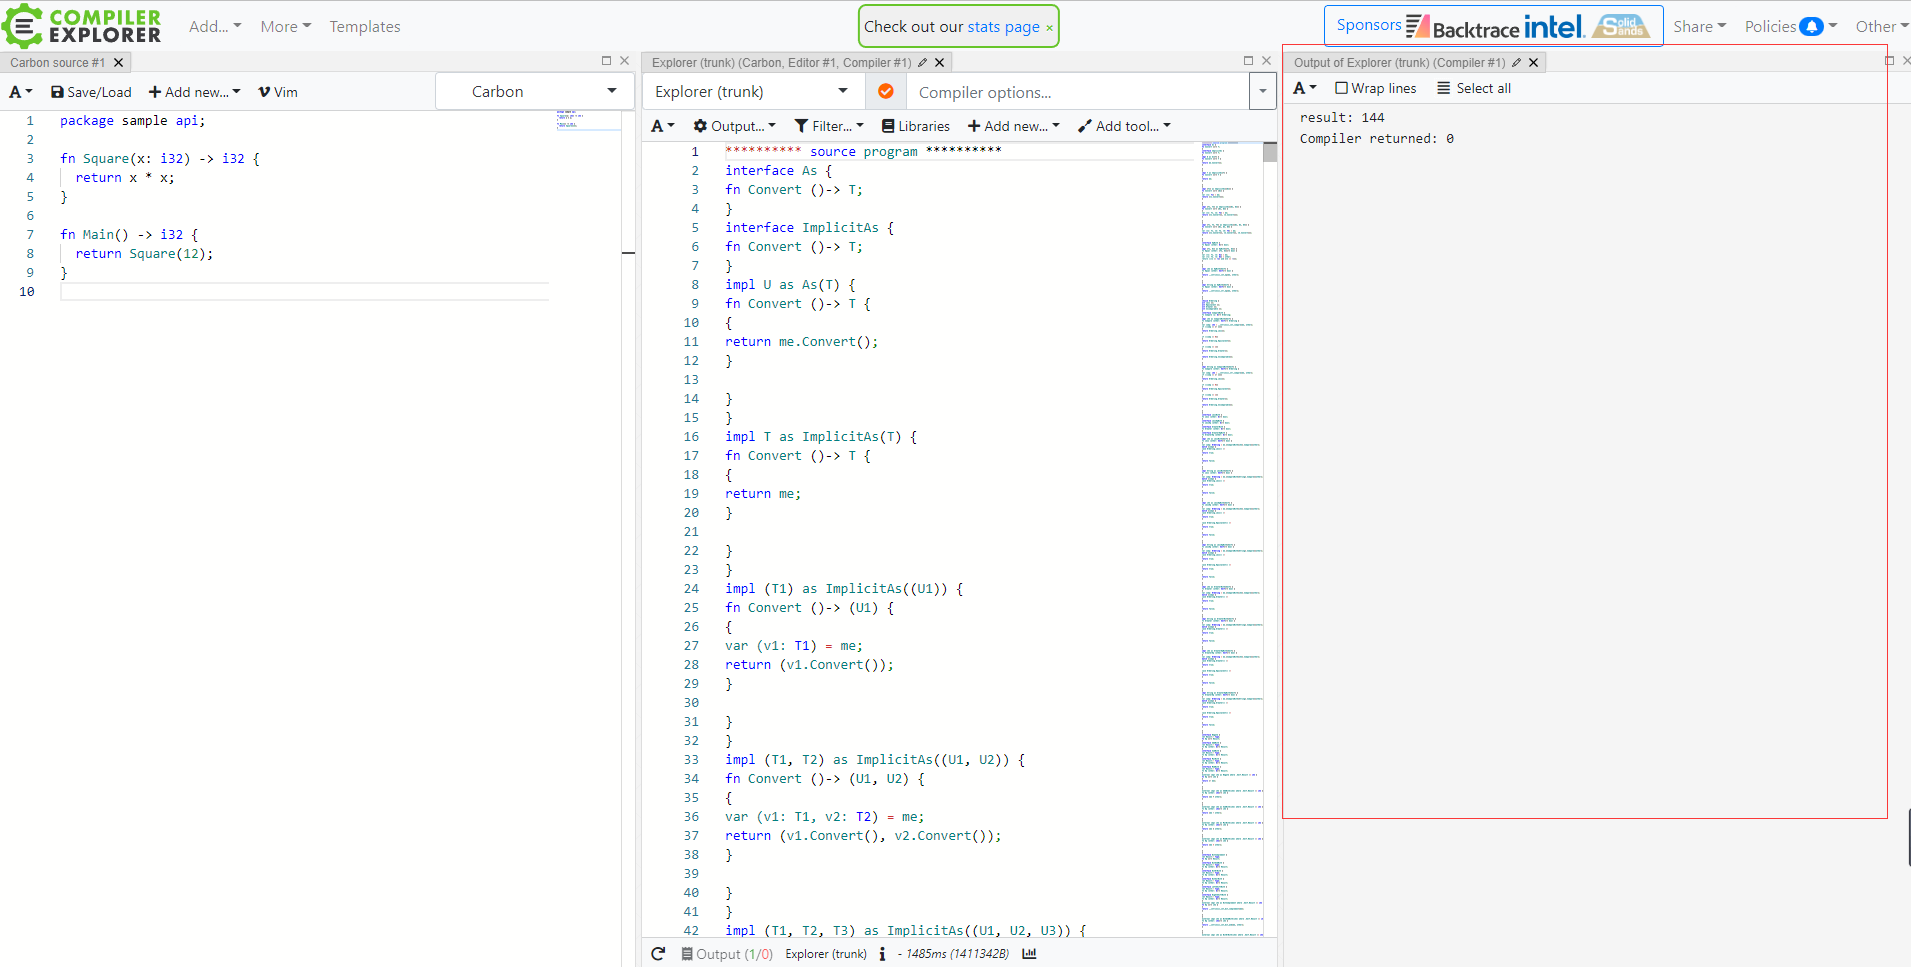 COMPILER
EXPLORER
Add...
More
Templates
Check out our stats page ×
Sponsors
Backtrace
intel.
Solid
Sands
Share
Policies
Other
Carbon source #1
A
Save/Load
Add new...
Vim
Carbon
1 package sample api;
2
3 fn Square(x: i32) -> i32 {
4   return x * x;
5 }
6
7 fn Main() -> i32 {
8   return Square(12);
9 }
10
Explorer (trunk) (Carbon, Editor #1, Compiler #1)
Explorer (trunk)
Compiler options...
A
Output...
Filter...
Libraries
Add new...
Add tool...
1 ********** source program **********
2 interface As {
3 fn Convert ()-> T;
4 }
5 interface ImplicitAs {
6 fn Convert ()-> T;
7 }
8 impl U as As(T) {
9 fn Convert ()-> T {
10 {
11 return me.Convert();
12 }
13
14 }
15 }
16 impl T as ImplicitAs(T) {
17 fn Convert ()-> T {
18 {
19 return me;
20 }
21
22 }
23 }
24 impl (T1) as ImplicitAs((U1)) {
25 fn Convert ()-> (U1) {
26 {
27 var (v1: T1) = me;
28 return (v1.Convert());
29 }
30
31 }
32 }
33 impl (T1, T2) as ImplicitAs((U1, U2)) {
34 fn Convert ()-> (U1, U2) {
35 {
36 var (v1: T1, v2: T2) = me;
37 return (v1.Convert(), v2.Convert());
38 }
39
40 }
41 }
42 impl (T1, T2, T3) as ImplicitAs((U1, U2, U3)) {
Output (1/0)
Explorer (trunk)
i
- 1485ms (1411342B)
Output of Explorer (trunk) (Compiler #1)
A
Wrap lines
Select all
result: 144
Compiler returned: 0